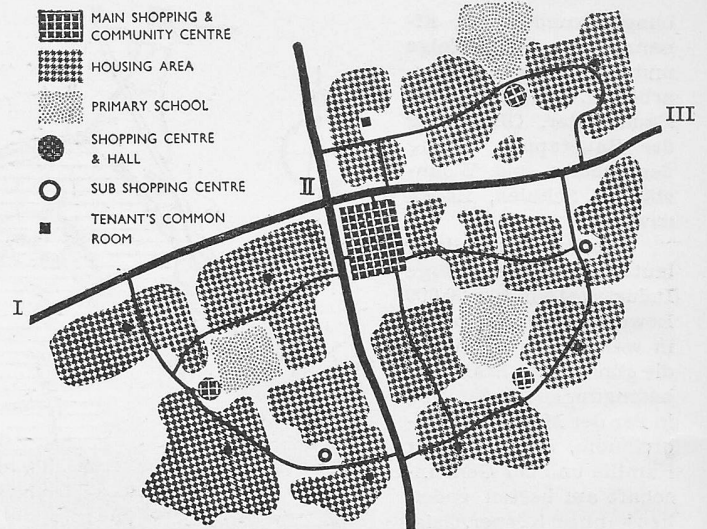 MAIN SHOPPING &
COMMUNITY CENTRE
HOUSING AREA
PRIMARY SCHOOL
SHOPPING CENTRE
& HALL
SUB SHOPPING CENTRE
TENANT'S COMMON
ROOM
III
II
I